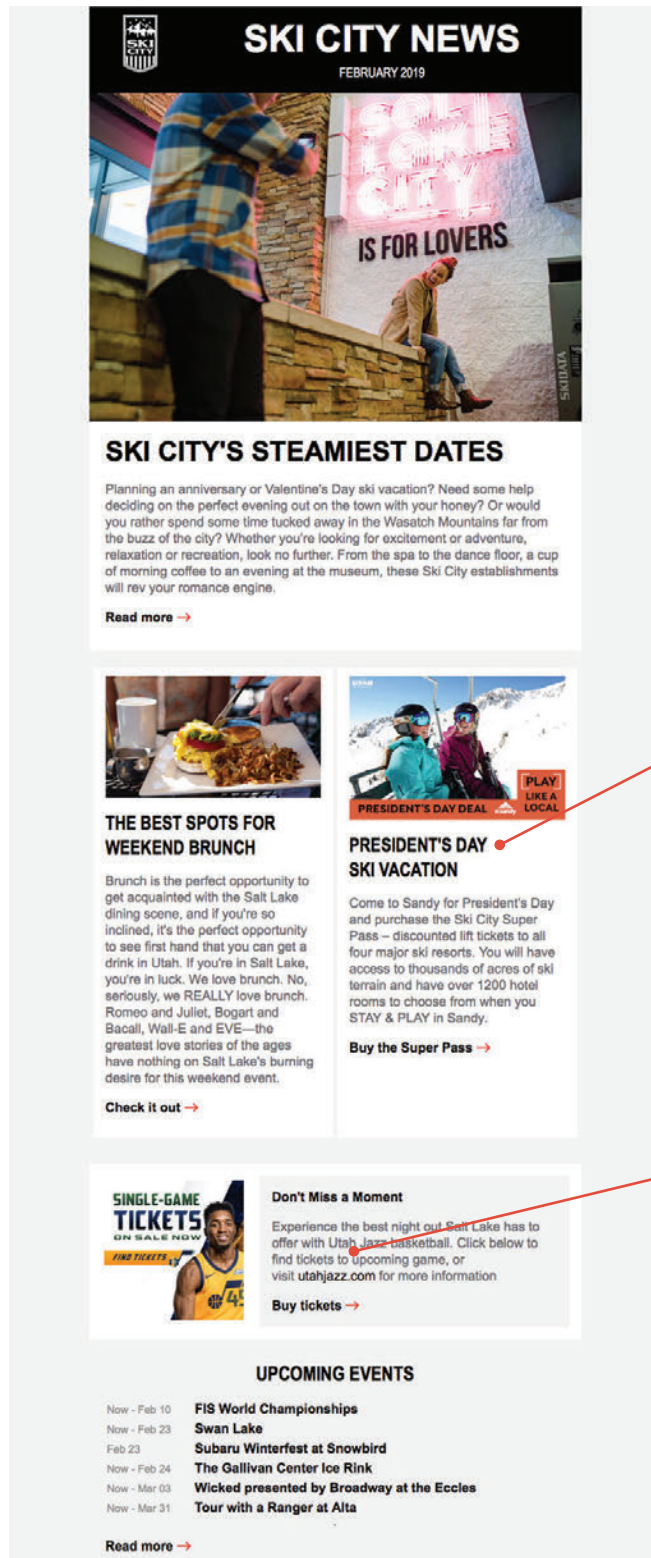 SKI
CITY
SKI CITY NEWS
FEBRUARY 2019
SALT
LAKE
CITY
IS FOR LOVERS
SKIDATA
SKI CITY'S STEAMIEST DATES
Planning an anniversary or Valentine's Day ski vacation? Need some help
deciding on the perfect evening out on the town with your honey? Or would
you rather spend some time tucked away in the Wasatch Mountains far from
the buzz of the city? Whether you're looking for excitement or adventure,
relaxation or recreation, look no further. From the spa to the dance floor, a cup
of morning coffee to an evening at the museum, these Ski City establishments
will rev your romance engine.
Read more →
THE BEST SPOTS FOR
WEEKEND BRUNCH
Brunch is the perfect opportunity to
get acquainted with the Salt Lake
dining scene, and if you're so
inclined, it's the perfect opportunity
to see first hand that you can get a
drink in Utah. If you're in Salt Lake,
you're in luck. We love brunch. No,
seriously, we REALLY love brunch.
Romeo and Juliet, Bogart and
Bacall, Wall-E and EVE—the
greatest love stories of the ages
have nothing on Salt Lake's burning
desire for this weekend event.
Check it out →
UTAH
PLAY
LIKE A
LOCAL
PRESIDENT'S DAY DEAL
PRESIDENT'S DAY
SKI VACATION
Come to Sandy for President's Day
and purchase the Ski City Super
Pass – discounted lift tickets to all
four major ski resorts. You will have
access to thousands of acres of ski
terrain and have over 1200 hotel
rooms to choose from when you
STAY & PLAY in Sandy.
Buy the Super Pass →
SINGLE-GAME
TICKETS
ON SALE NOW
FIND TICKETS
45
Don't Miss a Moment
Experience the best night out Salt Lake has to
offer with Utah Jazz basketball. Click below to
find tickets to upcoming game, or
visit utahjazz.com for more information
Buy tickets →
UPCOMING EVENTS
Now - Feb 10 FIS World Championships
Now - Feb 23 Swan Lake
Feb 23 Subaru Winterfest at Snowbird
Now - Feb 24 The Gallivan Center Ice Rink
Now - Mar 03 Wicked presented by Broadway at the Eccles
Now - Mar 31 Tour with a Ranger at Alta
Read more →